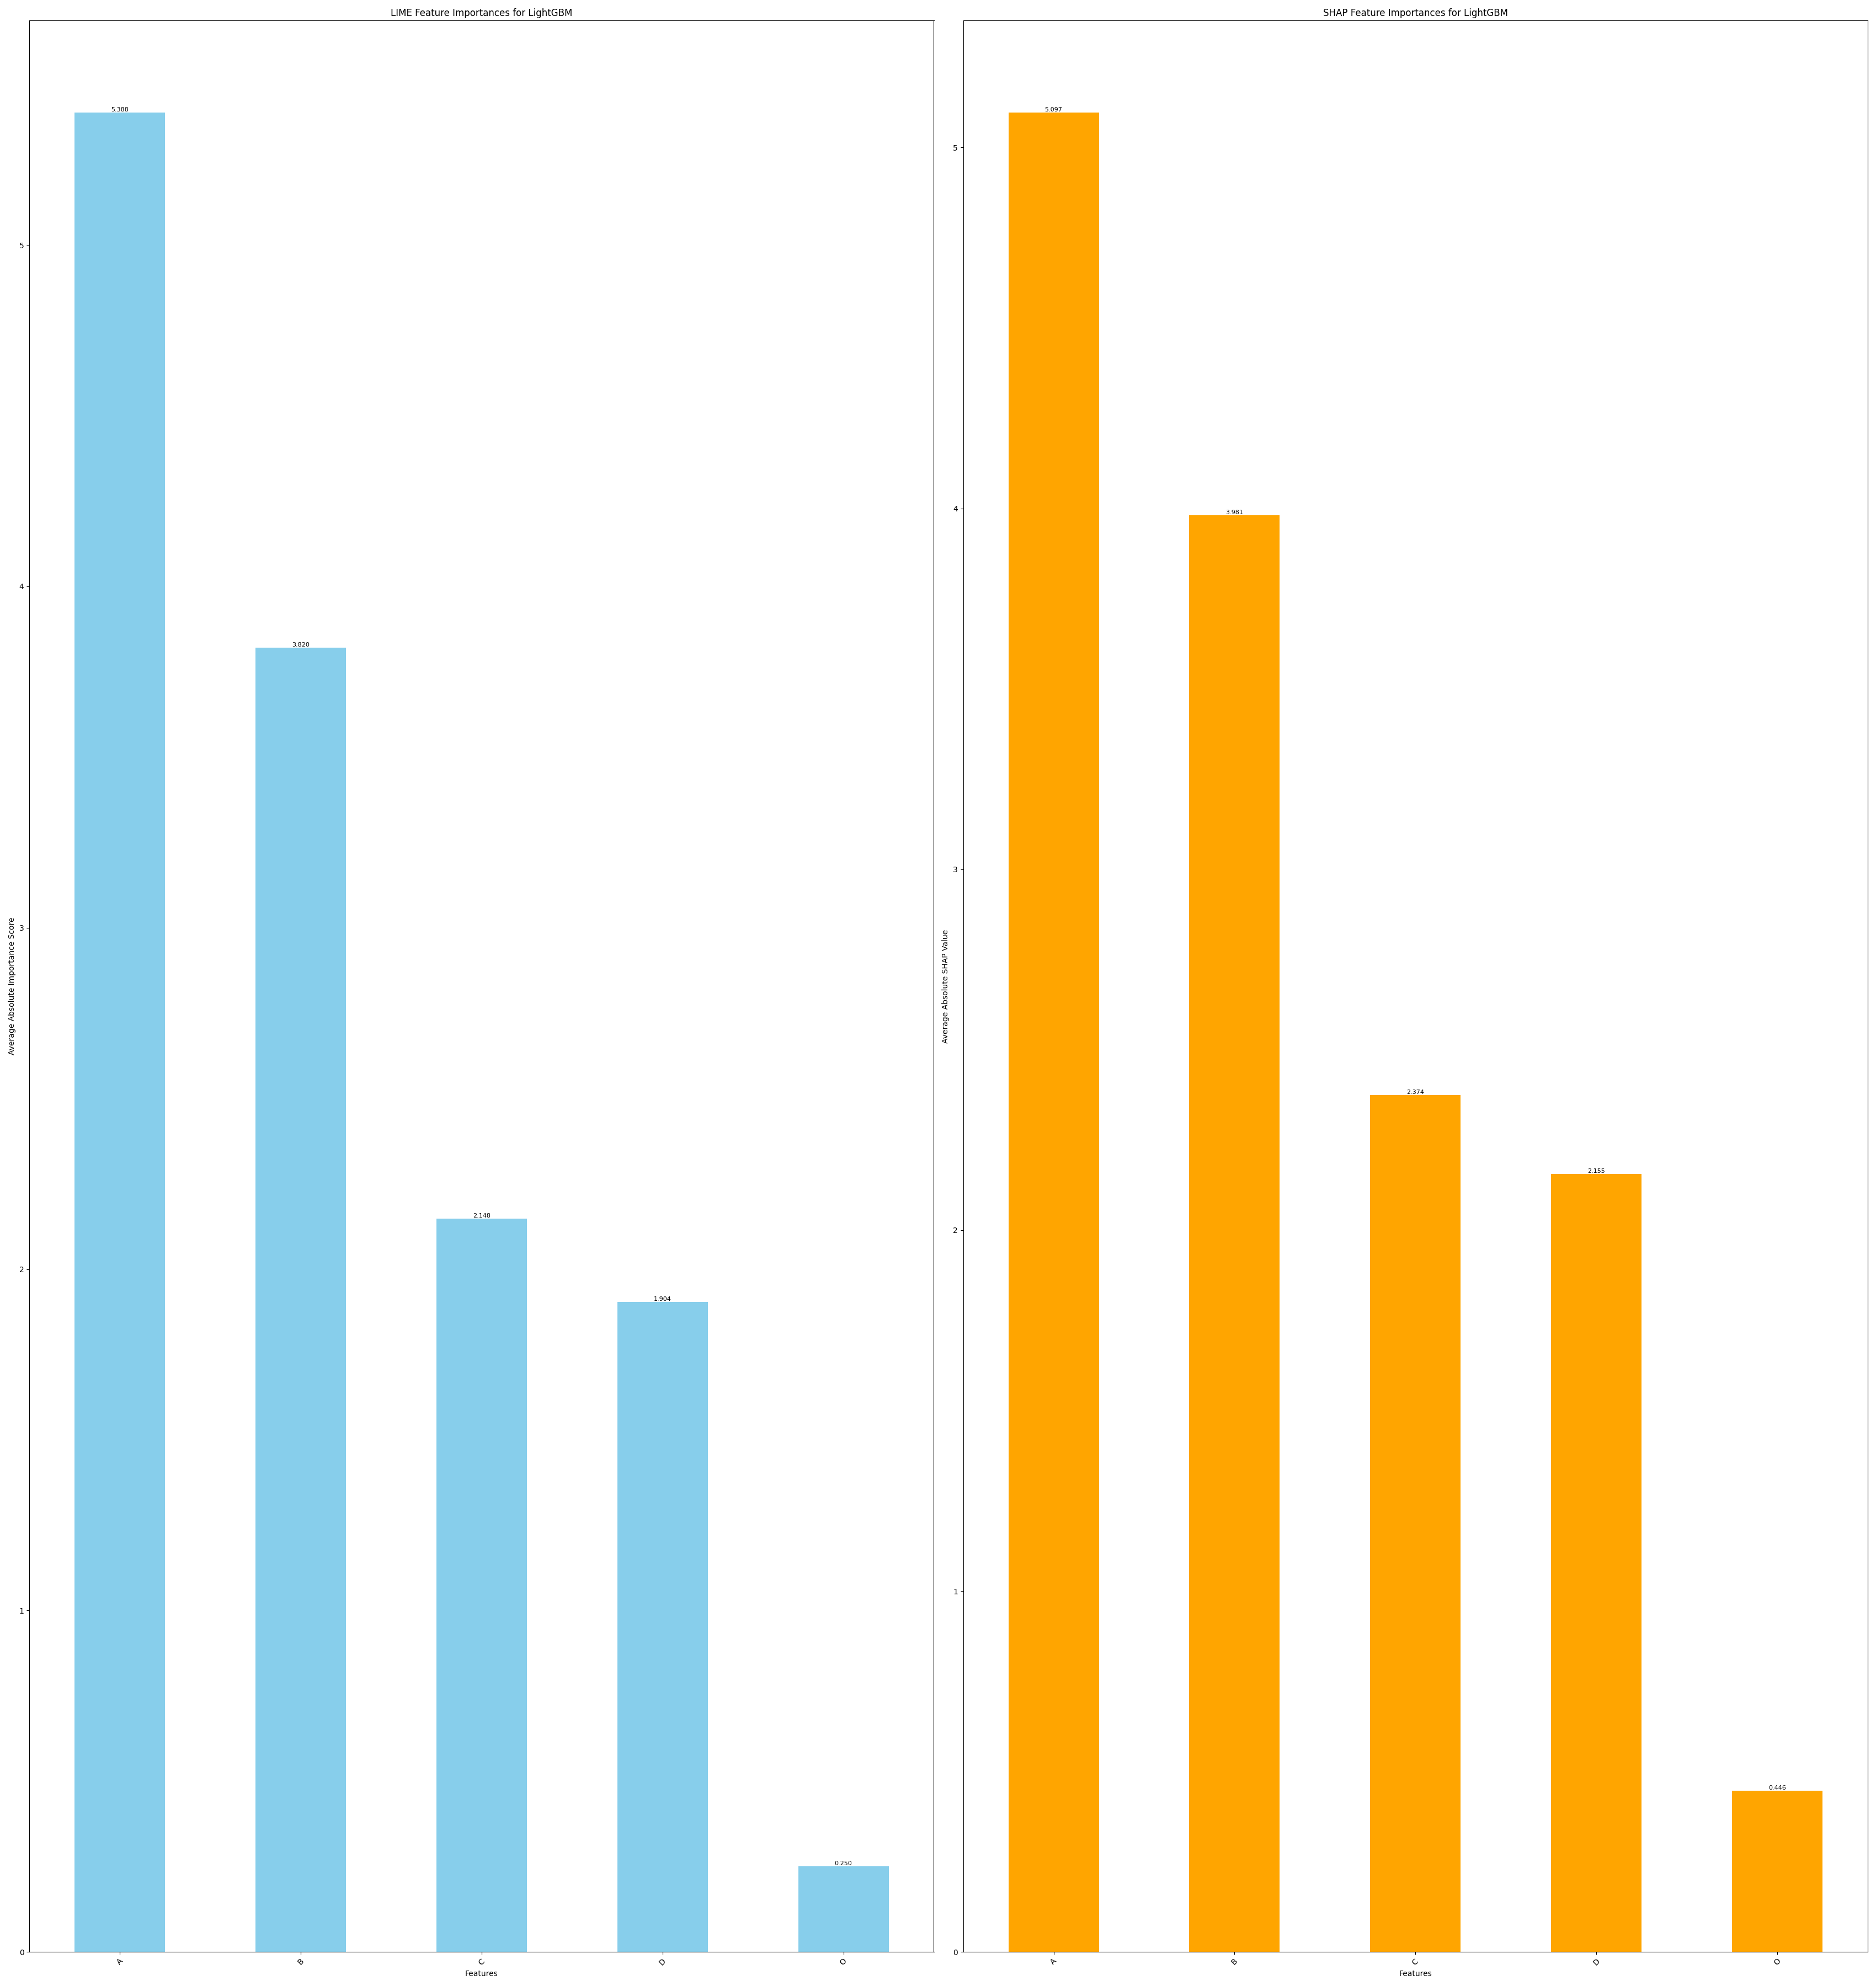 LIME Feature Importances for LightGBM
Average Absolute Importance Score
5
4
3
2
1
0
5.388
3.820
2.148
1.904
0.250
A
B
C
D
O
Features
SHAP Feature Importances for LightGBM
Average Absolute SHAP Value
5
4
3
2
1
0
5.097
3.981
2.374
2.155
0.446
A
B
C
D
O
Features